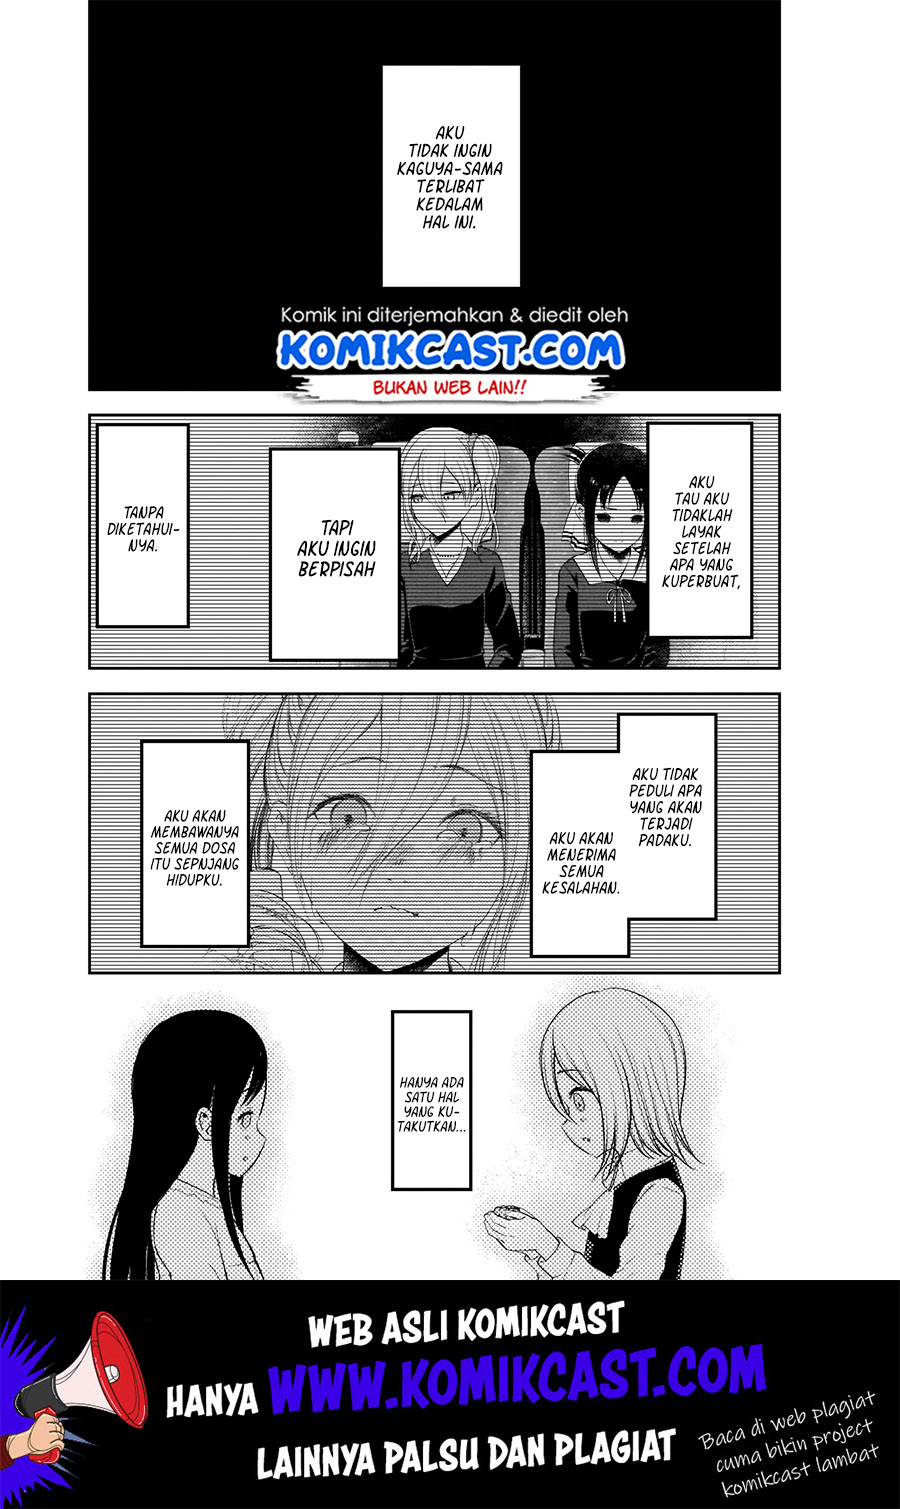 AKU
TIDAK INGIN
KAGUYA-SAMA
TERLIBAT
KEDALAM
HAL INI.
Komik ini diterjemahkan & diedit oleh
KOMIKCAST.COM
BUKAN WEB LAIN!!
AKU
TAU AKU
TIDAKLAH
LAYAK
SETELAH
APA YANG
KUPERBUAT,
TAPI
AKU INGIN
BERPISAH
TANPA
DIKETAHUI-
NYA.
AKU TIDAK
PEDULI APA
YANG AKAN
TERJADI
PADAKU.
AKU AKAN
MENERIMA
SEMUA
KESALAHAN.
AKU AKAN
MEMBAWANYA
SEMUA DOSA
ITU SEPNJANG
HIDUPKU.
HANYA ADA
SATU HAL
YANG KU-
TAKUTKAN...
WEB ASLI KOMIKCAST
HANYA WWW.KOMIKCAST.COM
LAINNYA PALSU DAN PLAGIAT
Baca di web plagiat
cuma bikin project
komikcast lambat